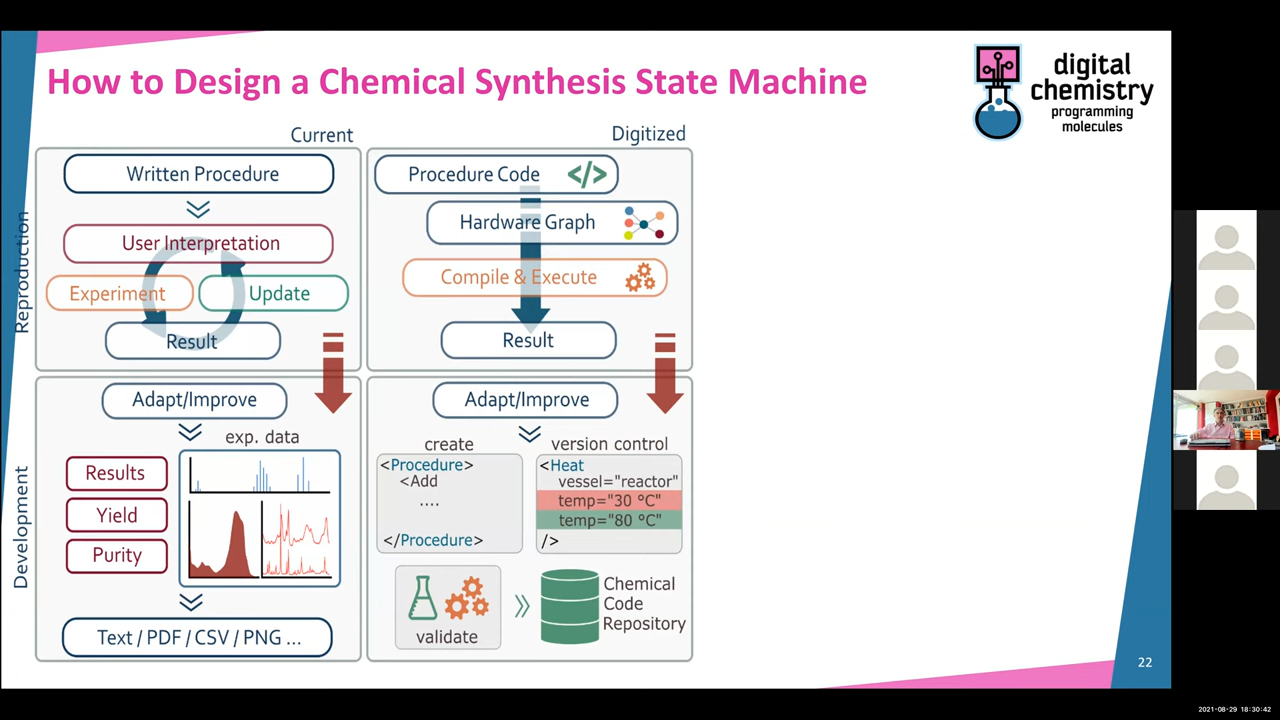 How to Design a Chemical Synthesis State Machine
digital
chemistry
programming
molecules
Current
Digitized
Reproduction
Written Procedure
User Interpretation
Experiment
Update
Result
Procedure Code </>
Hardware Graph
Compile & Execute
Result
Development
Adapt/Improve
exp. data
Results
Yield
Purity
Text / PDF / CSV / PNG ...
Adapt/Improve
create
<Procedure>
<Add
....
</Procedure>
version control
<Heat
vessel="reactor"
temp="30 °C"
temp="80 °C"
/>
validate
Chemical
Code
Repository
22
2021-08-29 18:30:42